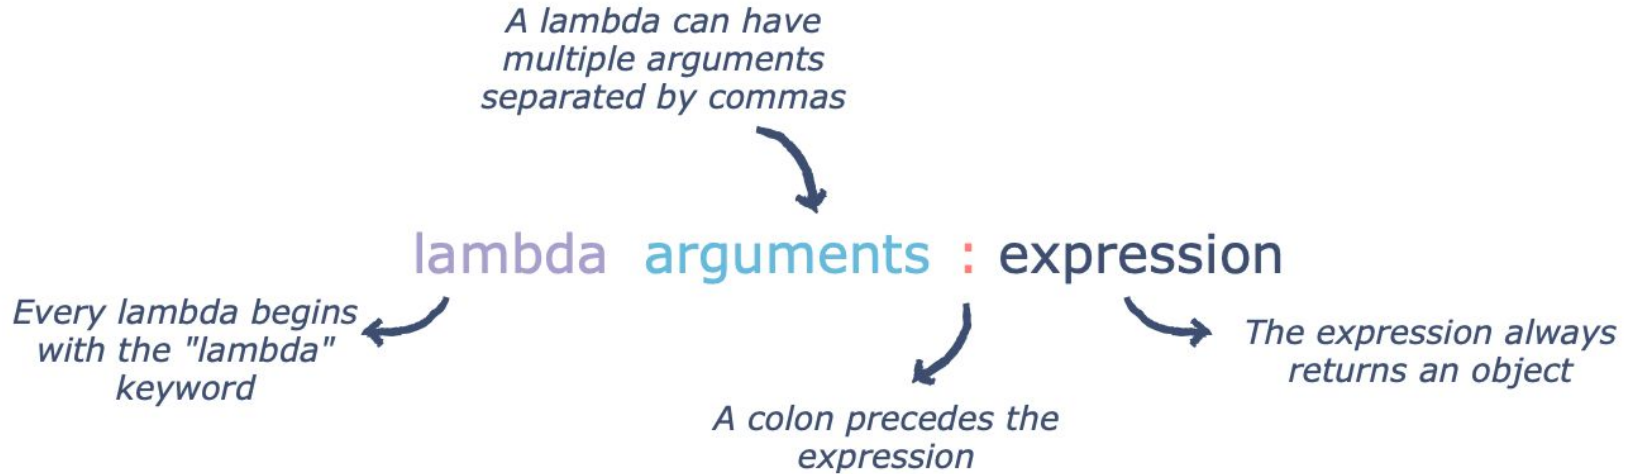 A lambda can have
multiple arguments
separated by commas
lambda arguments : expression
Every lambda begins
with the "lambda"
keyword
A colon precedes the
expression
The expression always
returns an object